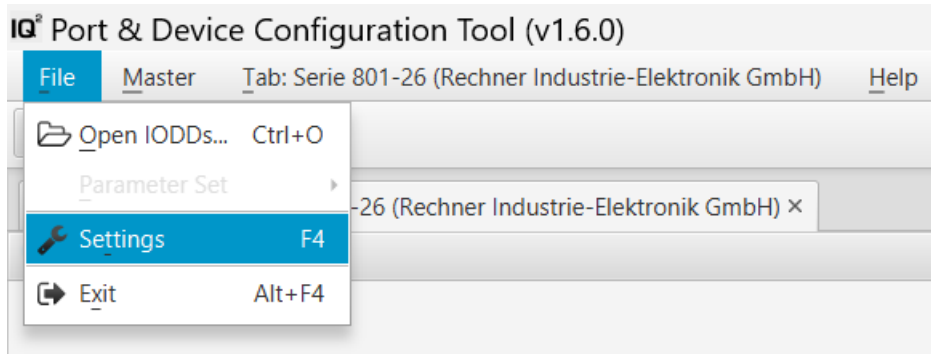 IQ² Port & Device Configuration Tool (v1.6.0)
File Master Tab: Serie 801-26 (Rechner Industrie-Elektronik GmbH) Help
Open IODDs... Ctrl+O
Parameter Set
-26 (Rechner Industrie-Elektronik GmbH) ×
Settings F4
Exit Alt+F4